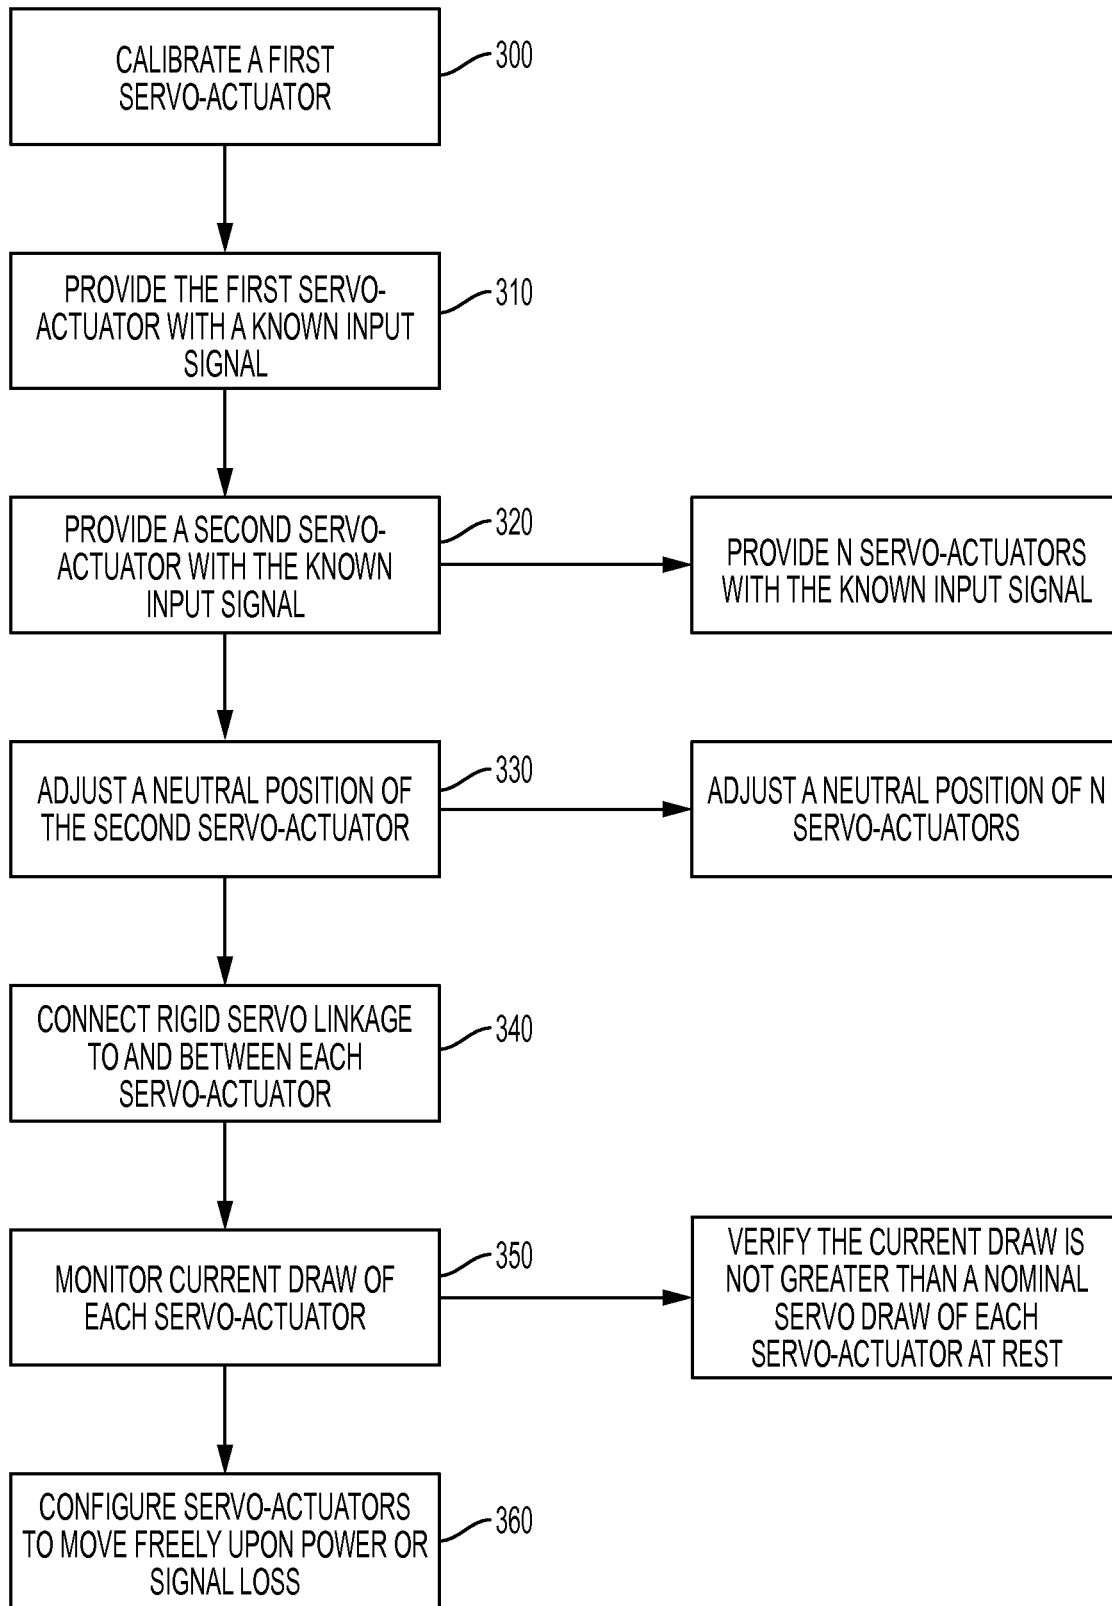 CALIBRATE A FIRST
SERVO-ACTUATOR
300
PROVIDE THE FIRST SERVO-
ACTUATOR WITH A KNOWN INPUT
SIGNAL
310
PROVIDE A SECOND SERVO-
ACTUATOR WITH THE KNOWN
INPUT SIGNAL
320
PROVIDE N SERVO-ACTUATORS
WITH THE KNOWN INPUT SIGNAL
ADJUST A NEUTRAL POSITION OF
THE SECOND SERVO-ACTUATOR
330
ADJUST A NEUTRAL POSITION OF N
SERVO-ACTUATORS
CONNECT RIGID SERVO LINKAGE
TO AND BETWEEN EACH
SERVO-ACTUATOR
340
MONITOR CURRENT DRAW OF
EACH SERVO-ACTUATOR
350
VERIFY THE CURRENT DRAW IS
NOT GREATER THAN A NOMINAL
SERVO DRAW OF EACH
SERVO-ACTUATOR AT REST
CONFIGURE SERVO-ACTUATORS
TO MOVE FREELY UPON POWER OR
SIGNAL LOSS
360